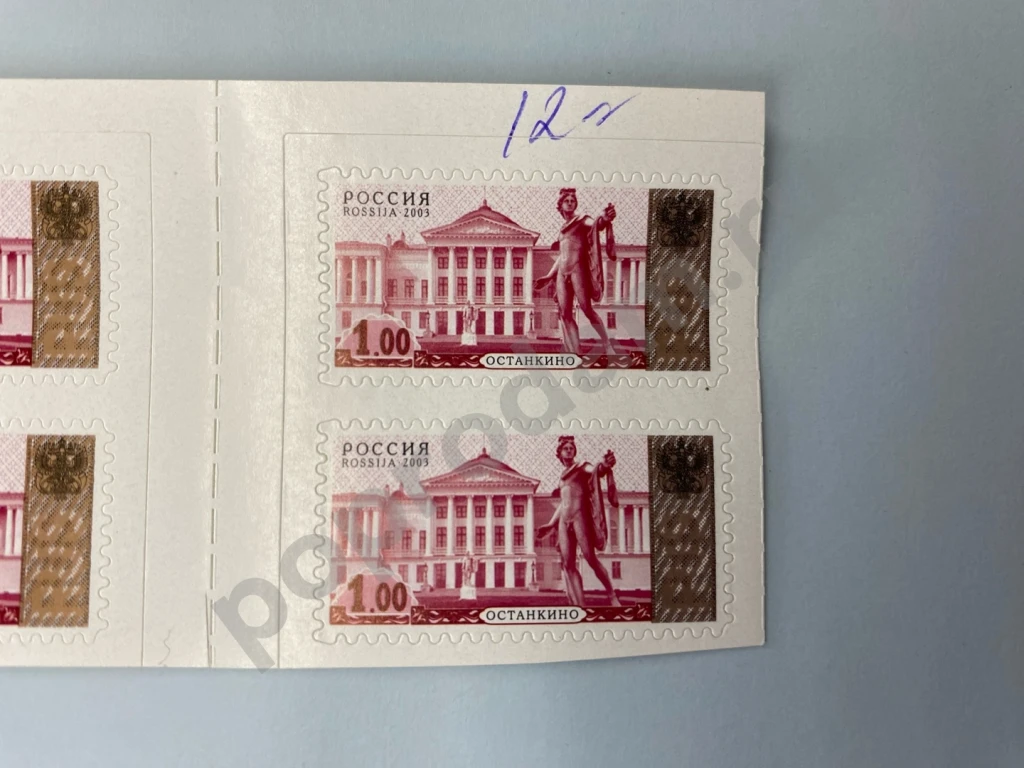 12
РОССИЯ
ROSSIJA 2003
1.00
ОСТАНКИНО
РОССИЯ
ROSSIJA 2003
1.00
ОСТАНКИНО